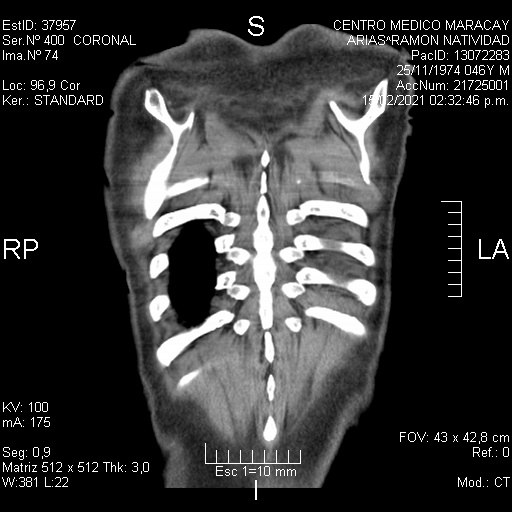 EstID: 37957
Ser.Nº 400 CORONAL
Ima.Nº 74
Loc: 96,9 Cor
Ker.: STANDARD
S
CENTRO MEDICO MARACAY
ARIAS^RAMON NATIVIDAD
PacID: 13072283
25/11/1974 046Y M
AccNum: 21725001
15/02/2021 02:32:46 p.m.
RP
LA
KV: 100
mA: 175
Seg: 0,9
Matriz 512 x 512 Thk: 3,0
W:381 L:22
Esc 1=10 mm
I
FOV: 43 x 42,8 cm
Ref.: 0
Mod.: CT